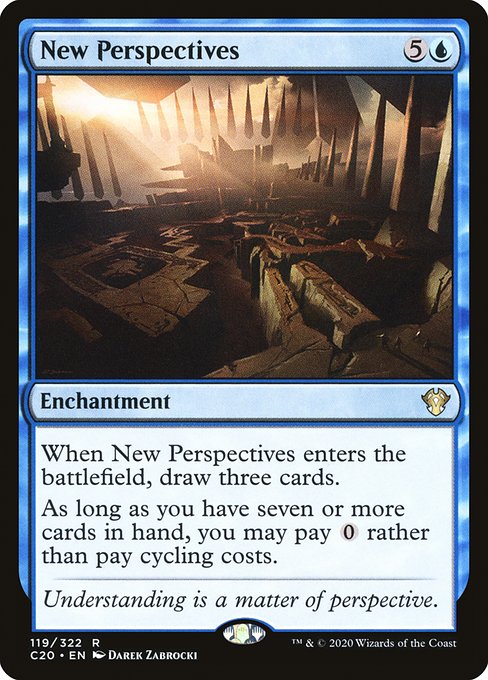 New Perspectives 5
Enchantment
When New Perspectives enters the
battlefield, draw three cards.
As long as you have seven or more
cards in hand, you may pay 0 rather
than pay cycling costs.
Understanding is a matter of perspective.
119/322 R
C20 • EN Darek Zabrocki
™ & © 2020 Wizards of the Coast